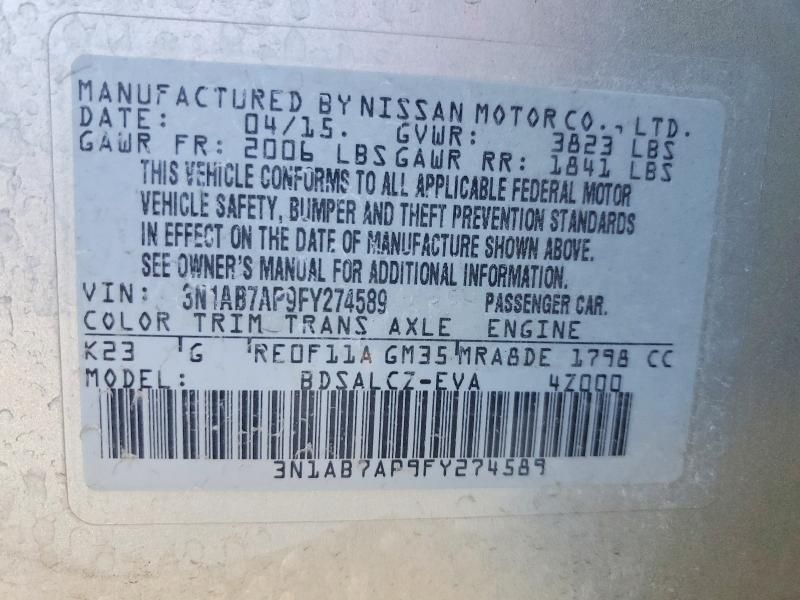 MANUFACTURED BY NISSAN MOTOR CO., LTD.
DATE: 04/15. GVWR: 3823 LBS
GAWR FR: 2006 LBS GAWR RR: 1841 LBS
THIS VEHICLE CONFORMS TO ALL APPLICABLE FEDERAL MOTOR
VEHICLE SAFETY, BUMPER AND THEFT PREVENTION STANDARDS
IN EFFECT ON THE DATE OF MANUFACTURE SHOWN ABOVE.
SEE OWNER'S MANUAL FOR ADDITIONAL INFORMATION.
VIN: 3N1AB7AP9FY274589 PASSENGER CAR.
COLOR TRIM TRANS AXLE ENGINE
K23 G RE0F11A GM35 MRA8DE 1798 CC
MODEL: BDSALCZ-EVA 4Z000
3N1AB7AP9FY274589